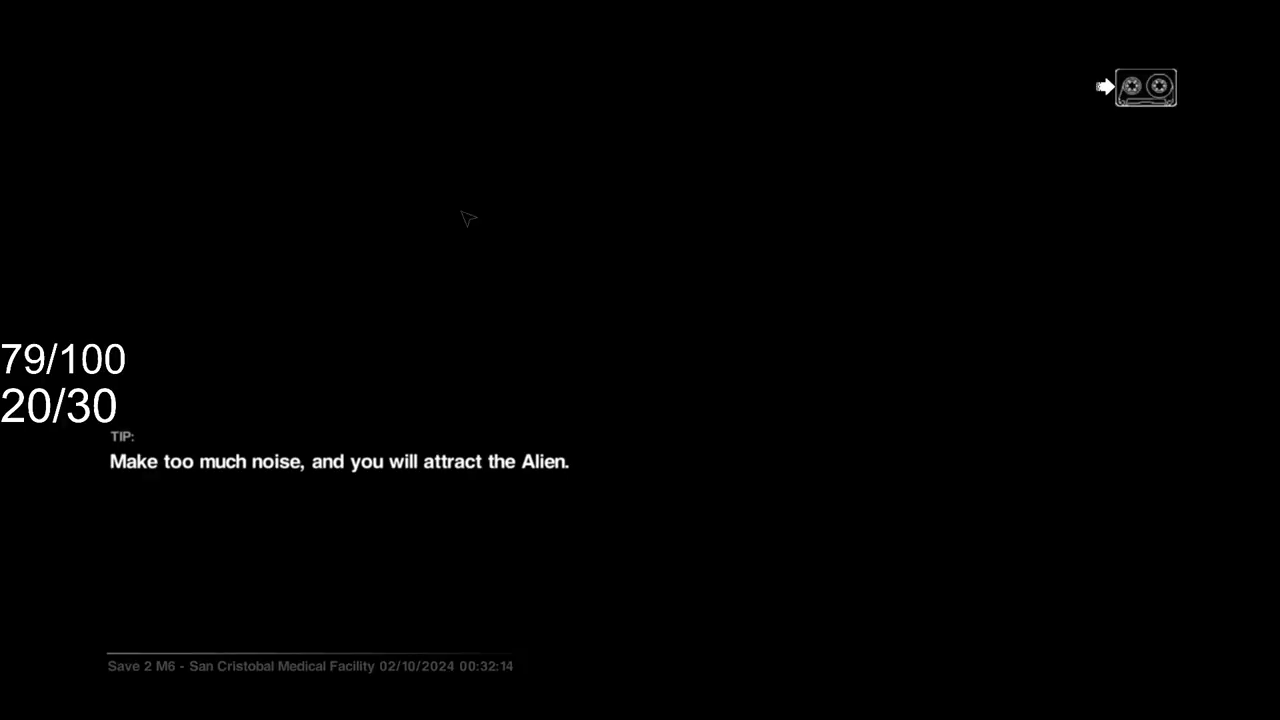 79/100
20/30
TIP:
Make too much noise, and you will attract the Alien.
Save 2 M6 - San Cristobal Medical Facility 02/10/2024 00:32:14